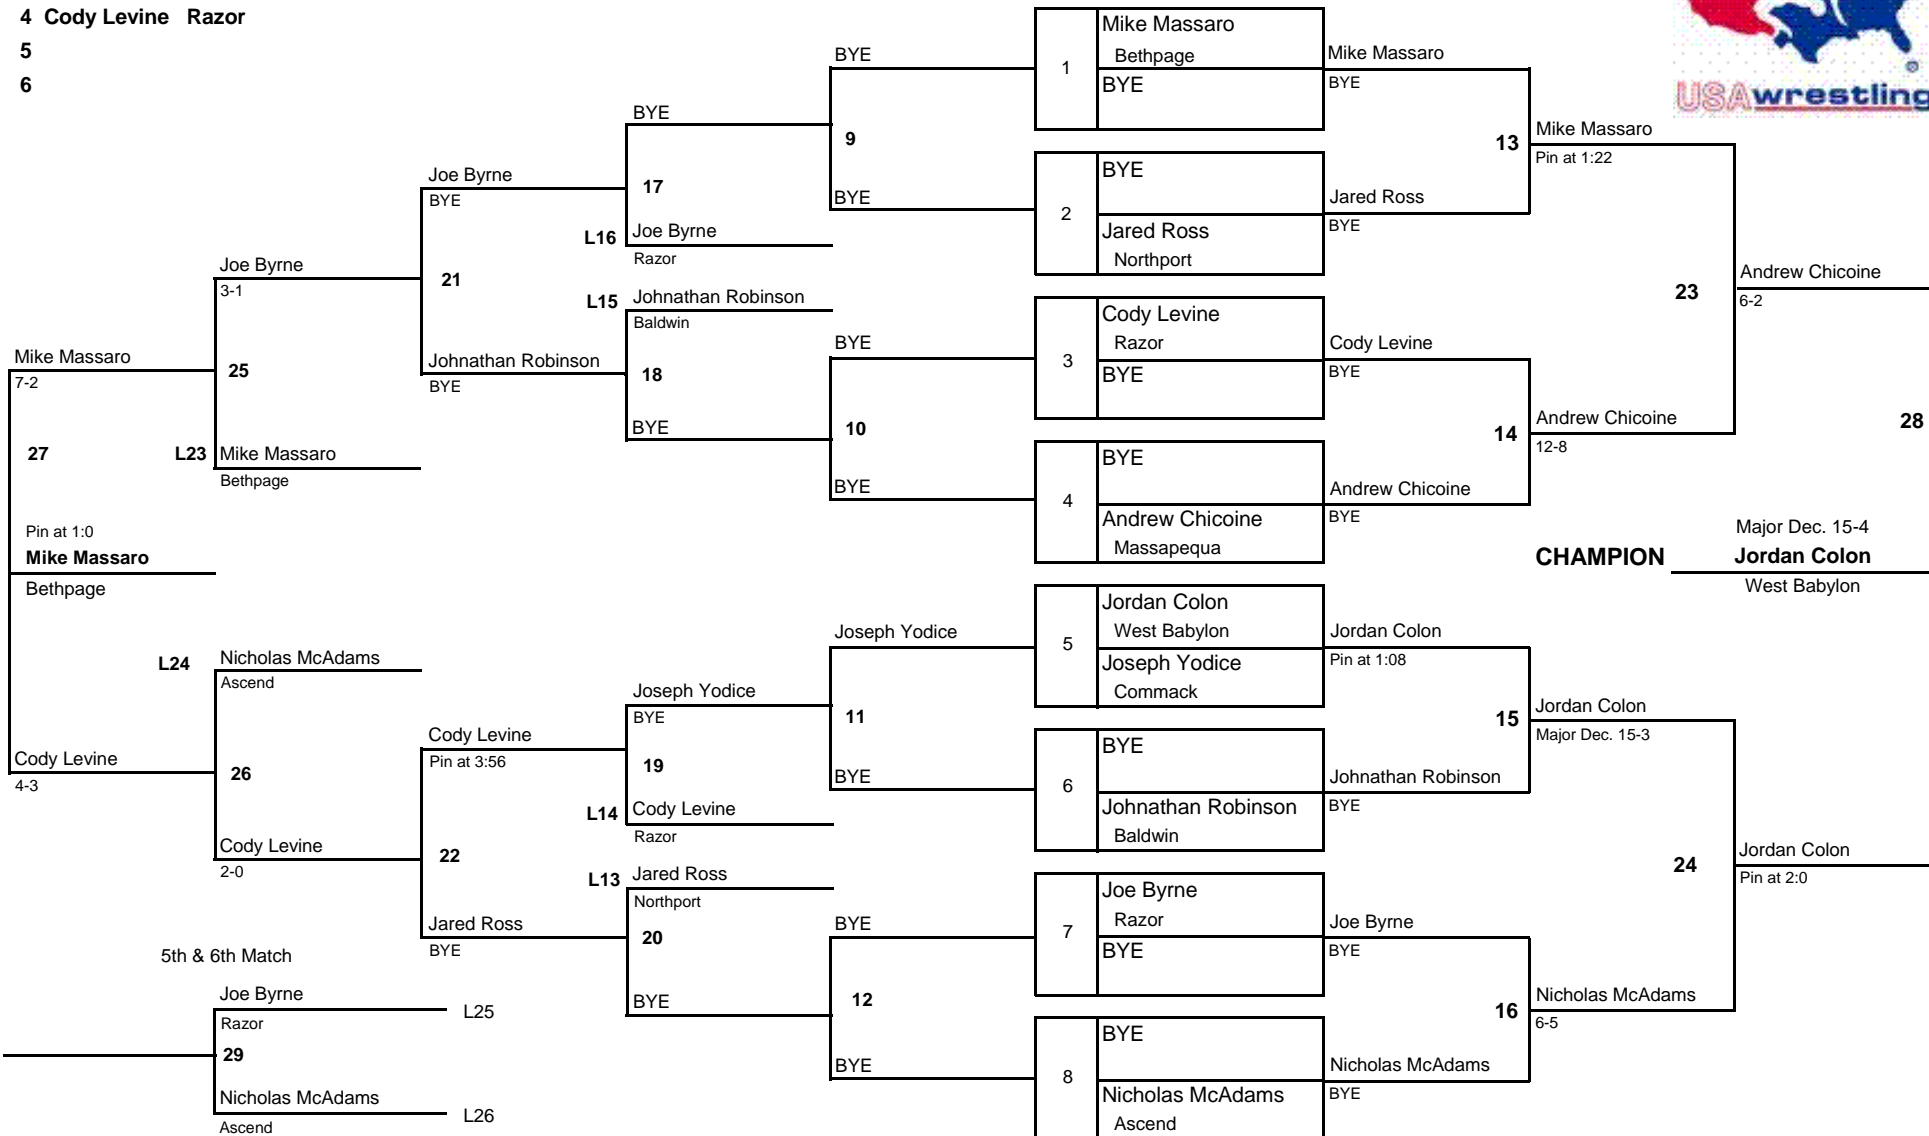 4 Cody Levine Razor
5
6
USAwrestling
®
Mike Massaro
7-2
27
Pin at 1:0
Mike Massaro
Bethpage
Cody Levine
4-3
Joe Byrne
3-1
25
L23 Mike Massaro
Bethpage
L24 Nicholas McAdams
Ascend
26
Cody Levine
2-0
5th & 6th Match
Joe Byrne
L25
Razor
29
Nicholas McAdams
L26
Ascend
Joe Byrne
BYE
21
Johnathan Robinson
BYE
Cody Levine
Pin at 3:56
22
Jared Ross
BYE
BYE
17
L16 Joe Byrne
Razor
L15 Johnathan Robinson
Baldwin
18
BYE
Joseph Yodice
BYE
19
L14 Cody Levine
Razor
L13 Jared Ross
Northport
20
BYE
BYE
9
BYE
BYE
10
BYE
Joseph Yodice
11
BYE
BYE
12
BYE
1
Mike Massaro
Bethpage
BYE
2
BYE
Jared Ross
Northport
3
Cody Levine
Razor
BYE
4
BYE
Andrew Chicoine
Massapequa
5
Jordan Colon
West Babylon
Joseph Yodice
Commack
6
BYE
Johnathan Robinson
Baldwin
7
Joe Byrne
Razor
BYE
8
BYE
Nicholas McAdams
Ascend
Mike Massaro
BYE
13
Jared Ross
BYE
Cody Levine
BYE
14
Andrew Chicoine
BYE
Jordan Colon
Pin at 1:08
15
Johnathan Robinson
BYE
Joe Byrne
BYE
16
Nicholas McAdams
BYE
Mike Massaro
Pin at 1:22
23
Andrew Chicoine
12-8
Jordan Colon
Major Dec. 15-3
24
Nicholas McAdams
6-5
Andrew Chicoine
6-2
28
Major Dec. 15-4
CHAMPION Jordan Colon
West Babylon
Jordan Colon
Pin at 2:0